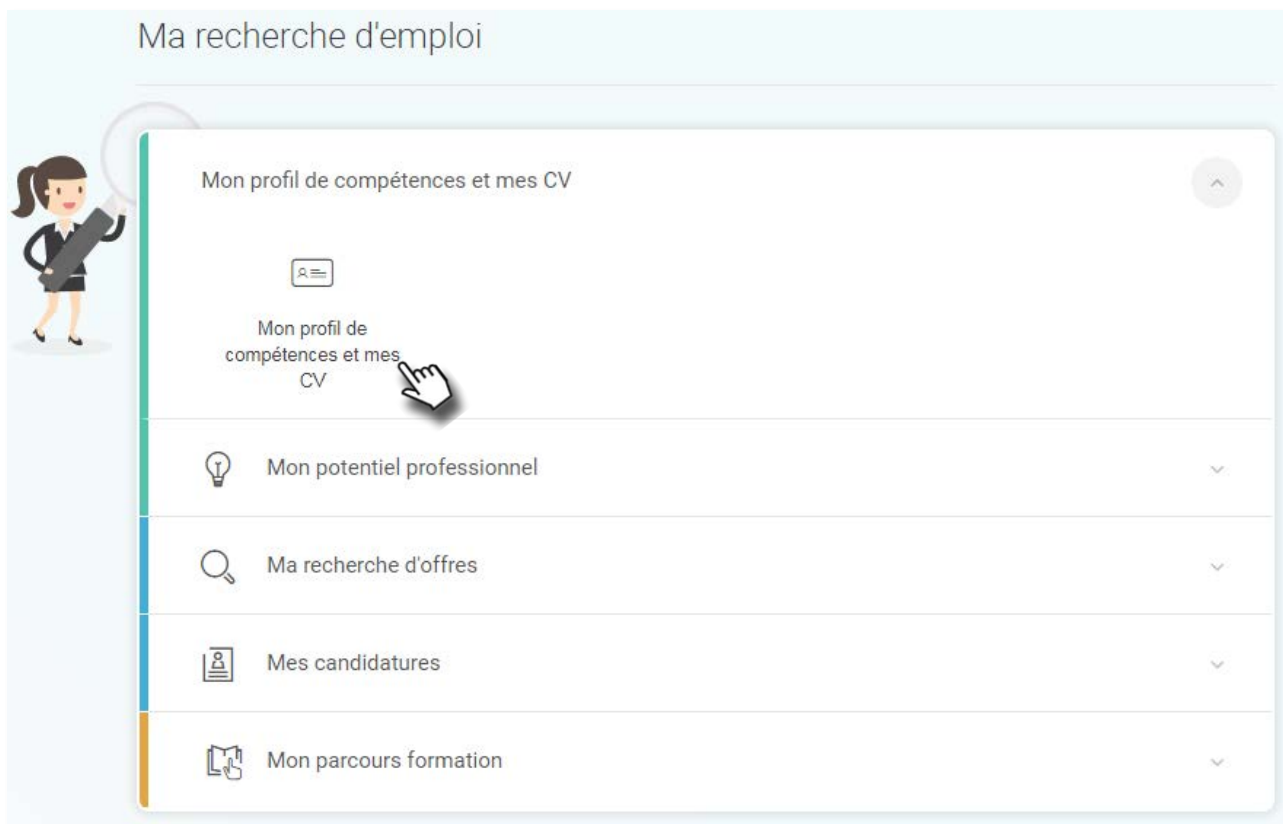 Ma recherche d'emploi
Mon profil de compétences et mes CV
Mon profil de
compétences et mes
CV
Mon potentiel professionnel
Ma recherche d'offres
Mes candidatures
Mon parcours formation